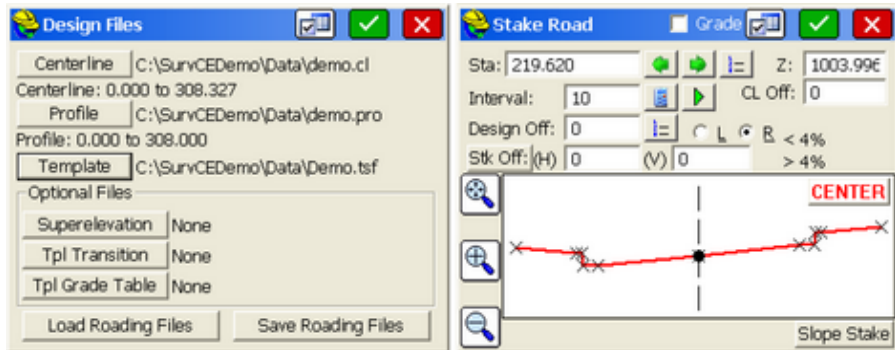 Design Files
Centerline C:\SurvCEDemo\Data\demo.cl
Centerline: 0.000 to 308.327
Profile C:\SurvCEDemo\Data\demo.pro
Profile: 0.000 to 308.000
Template C:\SurvCEDemo\Data\Demo.tsf
Optional Files
Superelevation None
Tpl Transition None
Tpl Grade Table None
Load Roading Files Save Roading Files
Stake Road Grade
Sta: 219.620 Z: 1003.996
Interval: 10 CL Off: 0
Design Off: 0 L R < 4%
Stk Off: (H) 0 (V) 0 > 4%
CENTER
Slope Stake